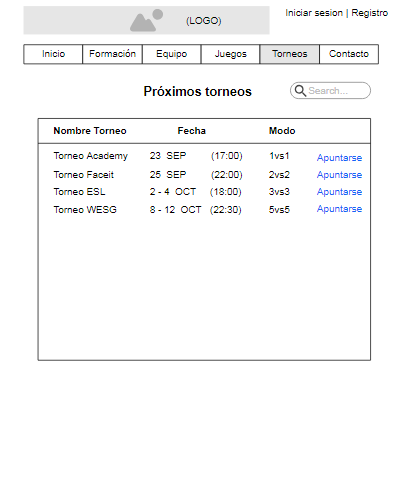 (LOGO)
Iniciar sesion | Registro
Inicio Formación Equipo Juegos Torneos Contacto
Próximos torneos
Search...
Nombre Torneo Fecha Modo
Torneo Academy 23 SEP (17:00) 1vs1 Apuntarse
Torneo Faceit 25 SEP (22:00) 2vs2 Apuntarse
Torneo ESL 2 - 4 OCT (18:00) 3vs3 Apuntarse
Torneo WESG 8 - 12 OCT (22:30) 5vs5 Apuntarse